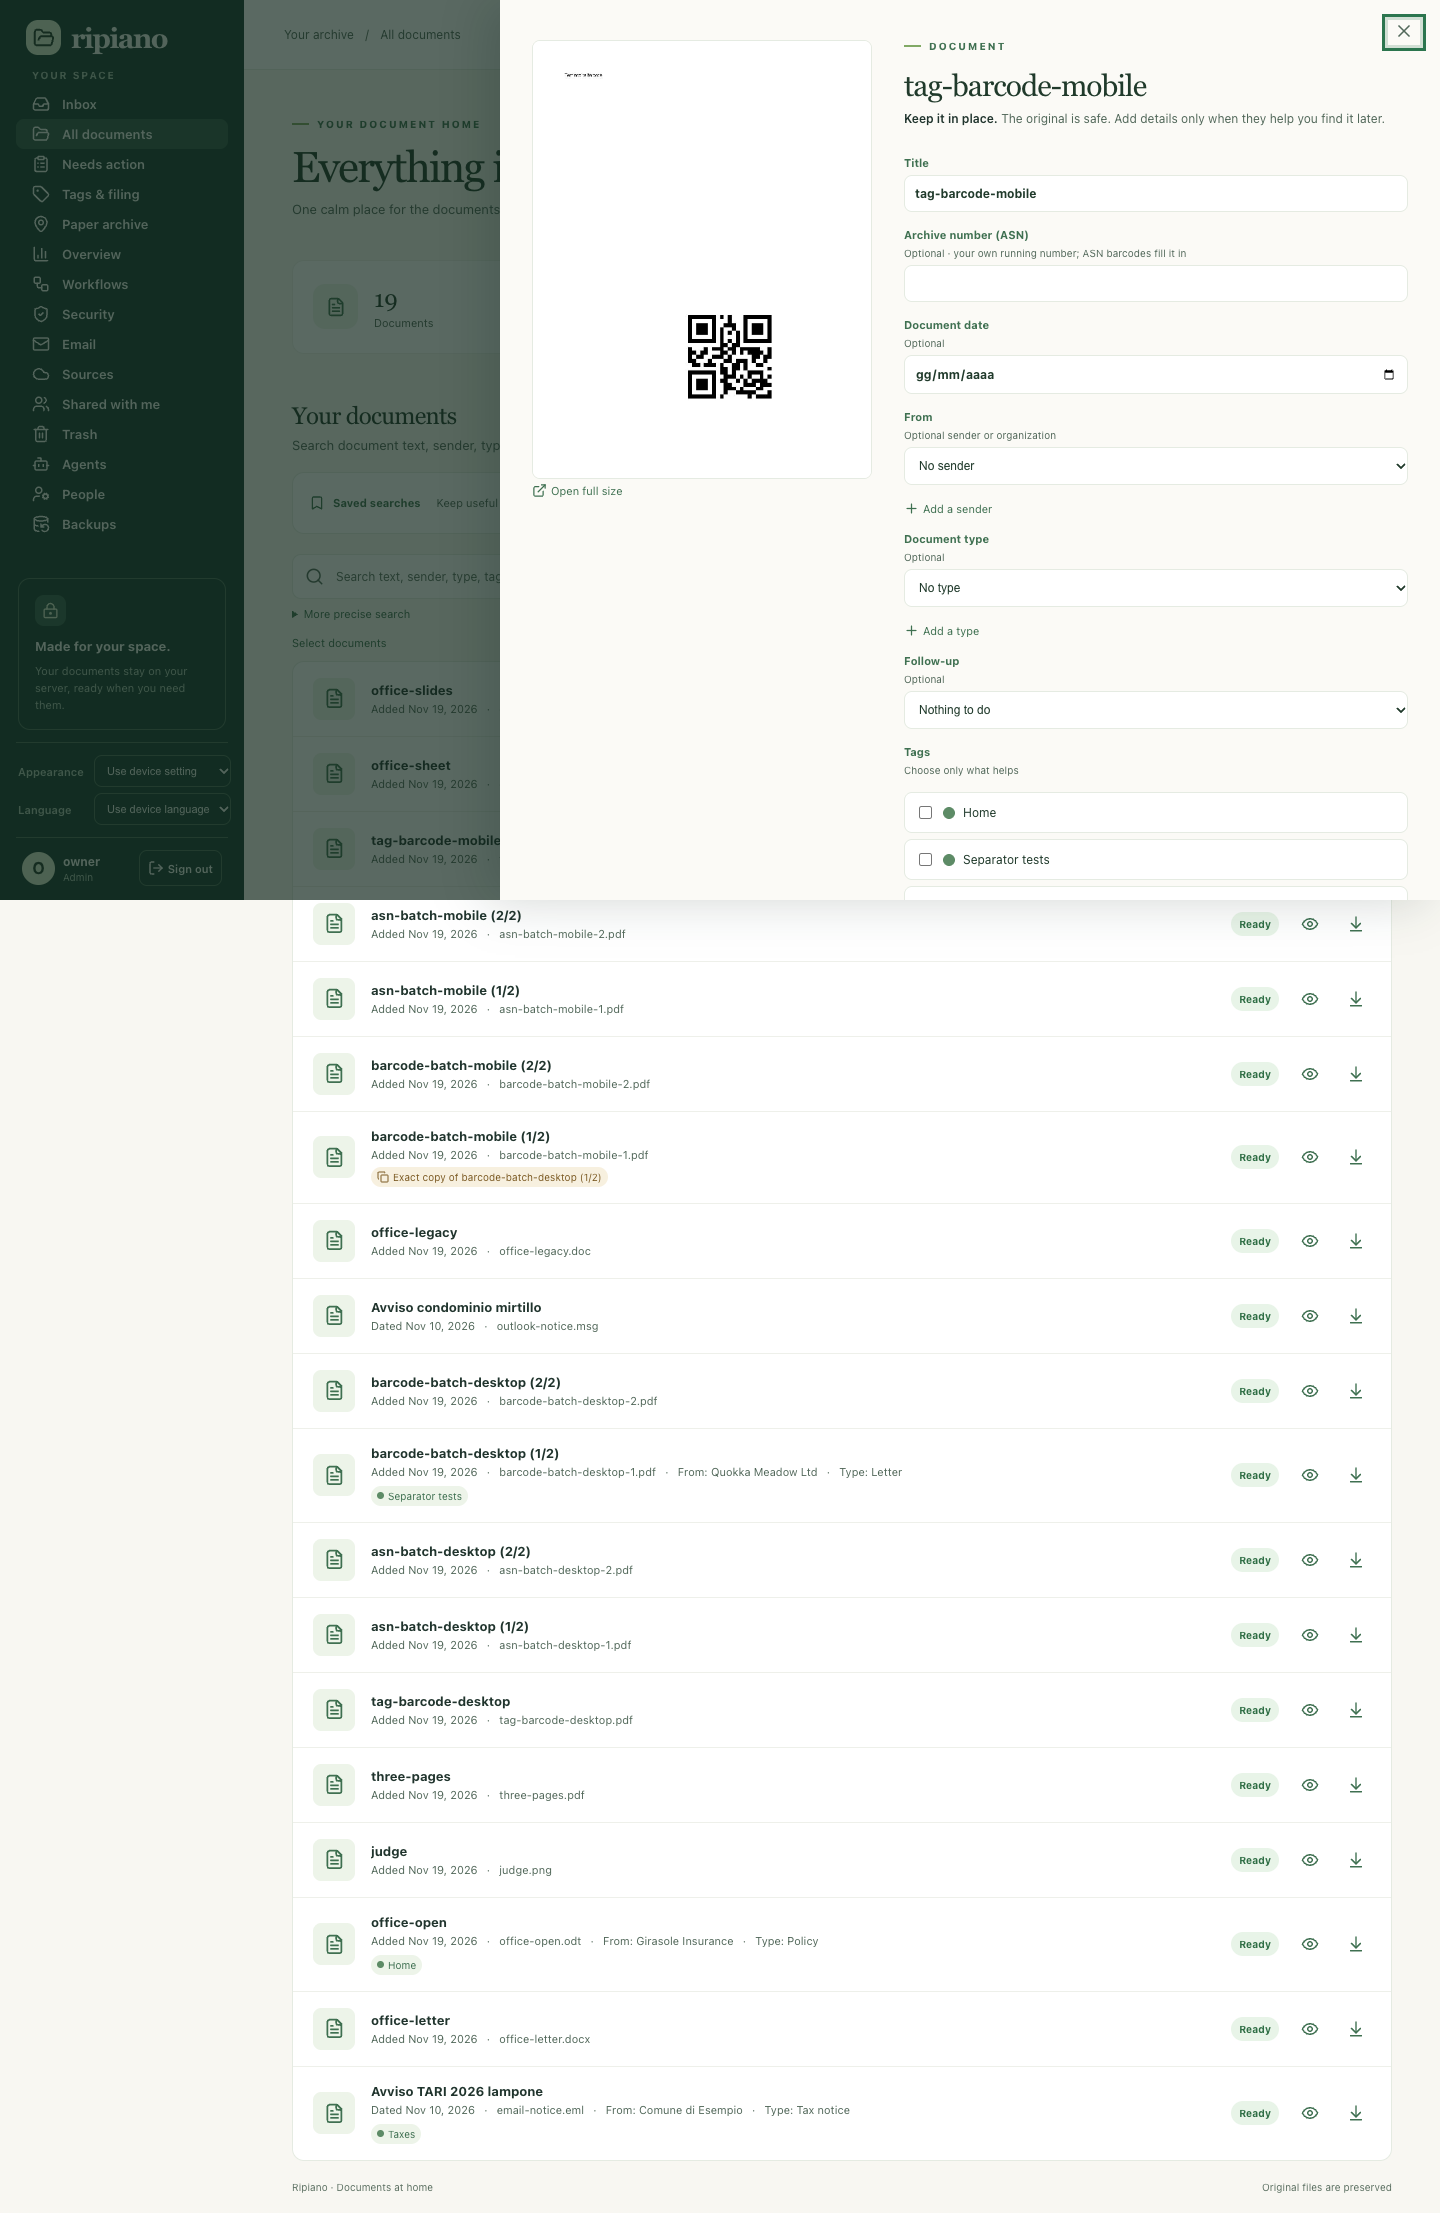 ripiano
YOUR SPACE
Inbox
All documents
Needs action
Tags & filing
Paper archive
Overview
Workflows
Security
Email
Sources
Shared with me
Trash
Agents
People
Backups
Made for your space.
Your documents stay on your
server, ready when you need
them.
Appearance
Use device setting
Language
Use device language
O
owner
Admin
Sign out
Your archive / All documents
YOUR DOCUMENT HOME
Everything i
One calm place for the documents
19
Documents
Your documents
Search document text, sender, typ
Saved searches Keep useful
Search text, sender, type, tag
More precise search
Select documents
office-slides
Added Nov 19, 2026 ·
office-sheet
Added Nov 19, 2026 ·
tag-barcode-mobile
Added Nov 19, 2026 ·
Open full size
DOCUMENT
tag-barcode-mobile
Keep it in place. The original is safe. Add details only when they help you find it later.
Title
tag-barcode-mobile
Archive number (ASN)
Optional · your own running number; ASN barcodes fill it in
Document date
Optional
gg/mm/aaaa
From
Optional sender or organization
No sender
Add a sender
Document type
Optional
No type
Add a type
Follow-up
Optional
Nothing to do
Tags
Choose only what helps
Home
Separator tests
asn-batch-mobile (2/2)
Added Nov 19, 2026 · asn-batch-mobile-2.pdf
Ready
asn-batch-mobile (1/2)
Added Nov 19, 2026 · asn-batch-mobile-1.pdf
Ready
barcode-batch-mobile (2/2)
Added Nov 19, 2026 · barcode-batch-mobile-2.pdf
Ready
barcode-batch-mobile (1/2)
Added Nov 19, 2026 · barcode-batch-mobile-1.pdf
Exact copy of barcode-batch-desktop (1/2)
Ready
office-legacy
Added Nov 19, 2026 · office-legacy.doc
Ready
Avviso condominio mirtillo
Dated Nov 10, 2026 · outlook-notice.msg
Ready
barcode-batch-desktop (2/2)
Added Nov 19, 2026 · barcode-batch-desktop-2.pdf
Ready
barcode-batch-desktop (1/2)
Added Nov 19, 2026 · barcode-batch-desktop-1.pdf · From: Quokka Meadow Ltd · Type: Letter
Separator tests
Ready
asn-batch-desktop (2/2)
Added Nov 19, 2026 · asn-batch-desktop-2.pdf
Ready
asn-batch-desktop (1/2)
Added Nov 19, 2026 · asn-batch-desktop-1.pdf
Ready
tag-barcode-desktop
Added Nov 19, 2026 · tag-barcode-desktop.pdf
Ready
three-pages
Added Nov 19, 2026 · three-pages.pdf
Ready
judge
Added Nov 19, 2026 · judge.png
Ready
office-open
Added Nov 19, 2026 · office-open.odt · From: Girasole Insurance · Type: Policy
Home
Ready
office-letter
Added Nov 19, 2026 · office-letter.docx
Ready
Avviso TARI 2026 lampone
Dated Nov 10, 2026 · email-notice.eml · From: Comune di Esempio · Type: Tax notice
Taxes
Ready
Ripiano · Documents at home
Original files are preserved